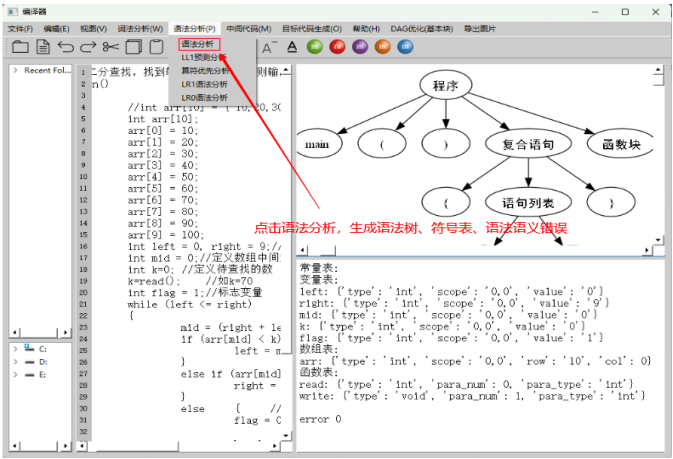 编译器
文件(F) 编辑(E) 视图(V) 词法分析(W) 语法分析(P) 中间代码(M) 目标代码生成(O) 帮助(H) DAG优化(基本块) 导出图片
语法分析
LL1预测分析
算符优先分析
LR1语法分析
LR0语法分析
Recent Fol...
C:
D:
E:
1 二分查找, 找到
2 n()
3
4 //int arr[10] = { 10,20,30
5 int arr[10];
6 arr[0] = 10;
7 arr[1] = 20;
8 arr[2] = 30;
9 arr[3] = 40;
10 arr[4] = 50;
11 arr[5] = 60;
12 arr[6] = 70;
13 arr[7] = 80;
14 arr[8] = 90;
15 arr[9] = 100;
16 int left = 0, right = 9;//
17 int mid = 0;//定义数组中间
18 int k=0; //定义待查找的数
19 k=read(); //如k=70
20 int flag = 1;//标志变量
21 while (left <= right)
22 {
23 mid = (right + le
24 if (arr[mid] < k)
25 left = m
26 }
27 else if (arr[mid]
28 right =
29 }
30 else { //
31 flag = 0
32
程序
main ( ) 复合语句 函数块
{ 语句列表 }
点击语法分析，生成语法树、符号表、语法语义错误
常量表:
变量表:
left: {'type': 'int', 'scope': '0,0', 'value': '0'}
right: {'type': 'int', 'scope': '0,0', 'value': '9'}
mid: {'type': 'int', 'scope': '0,0', 'value': '0'}
k: {'type': 'int', 'scope': '0,0', 'value': '0'}
flag: {'type': 'int', 'scope': '0,0', 'value': '1'}
数组表:
arr: {'type': 'int', 'scope': '0,0', 'row': '10', 'col': 0}
函数表:
read: {'type': 'int', 'para_num': 0, 'para_type': 'int'}
write: {'type': 'void', 'para_num': 1, 'para_type': 'int'}
error 0